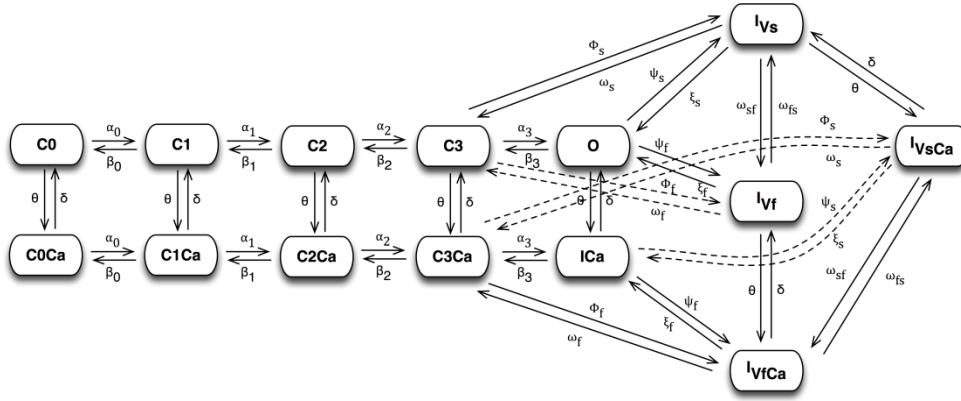 I_Vs
Φ_s
ω_s
ψ_s
ξ_s
δ
θ
ω_sf
ω_fs
Φ_s
ω_s
I_VsCa
C0
α_0
β_0
C1
α_1
β_1
C2
α_2
β_2
C3
α_3
β_3
O
ψ_f
ξ_f
Φ_f
ω_f
I_Vf
θ
δ
θ
δ
θ
δ
θ
δ
θ
δ
ψ_s
ξ_s
C0Ca
α_0
β_0
C1Ca
α_1
β_1
C2Ca
α_2
β_2
C3Ca
α_3
β_3
ICa
θ
δ
ω_sf
ω_fs
Φ_f
ω_f
ψ_f
ξ_f
I_VfCa